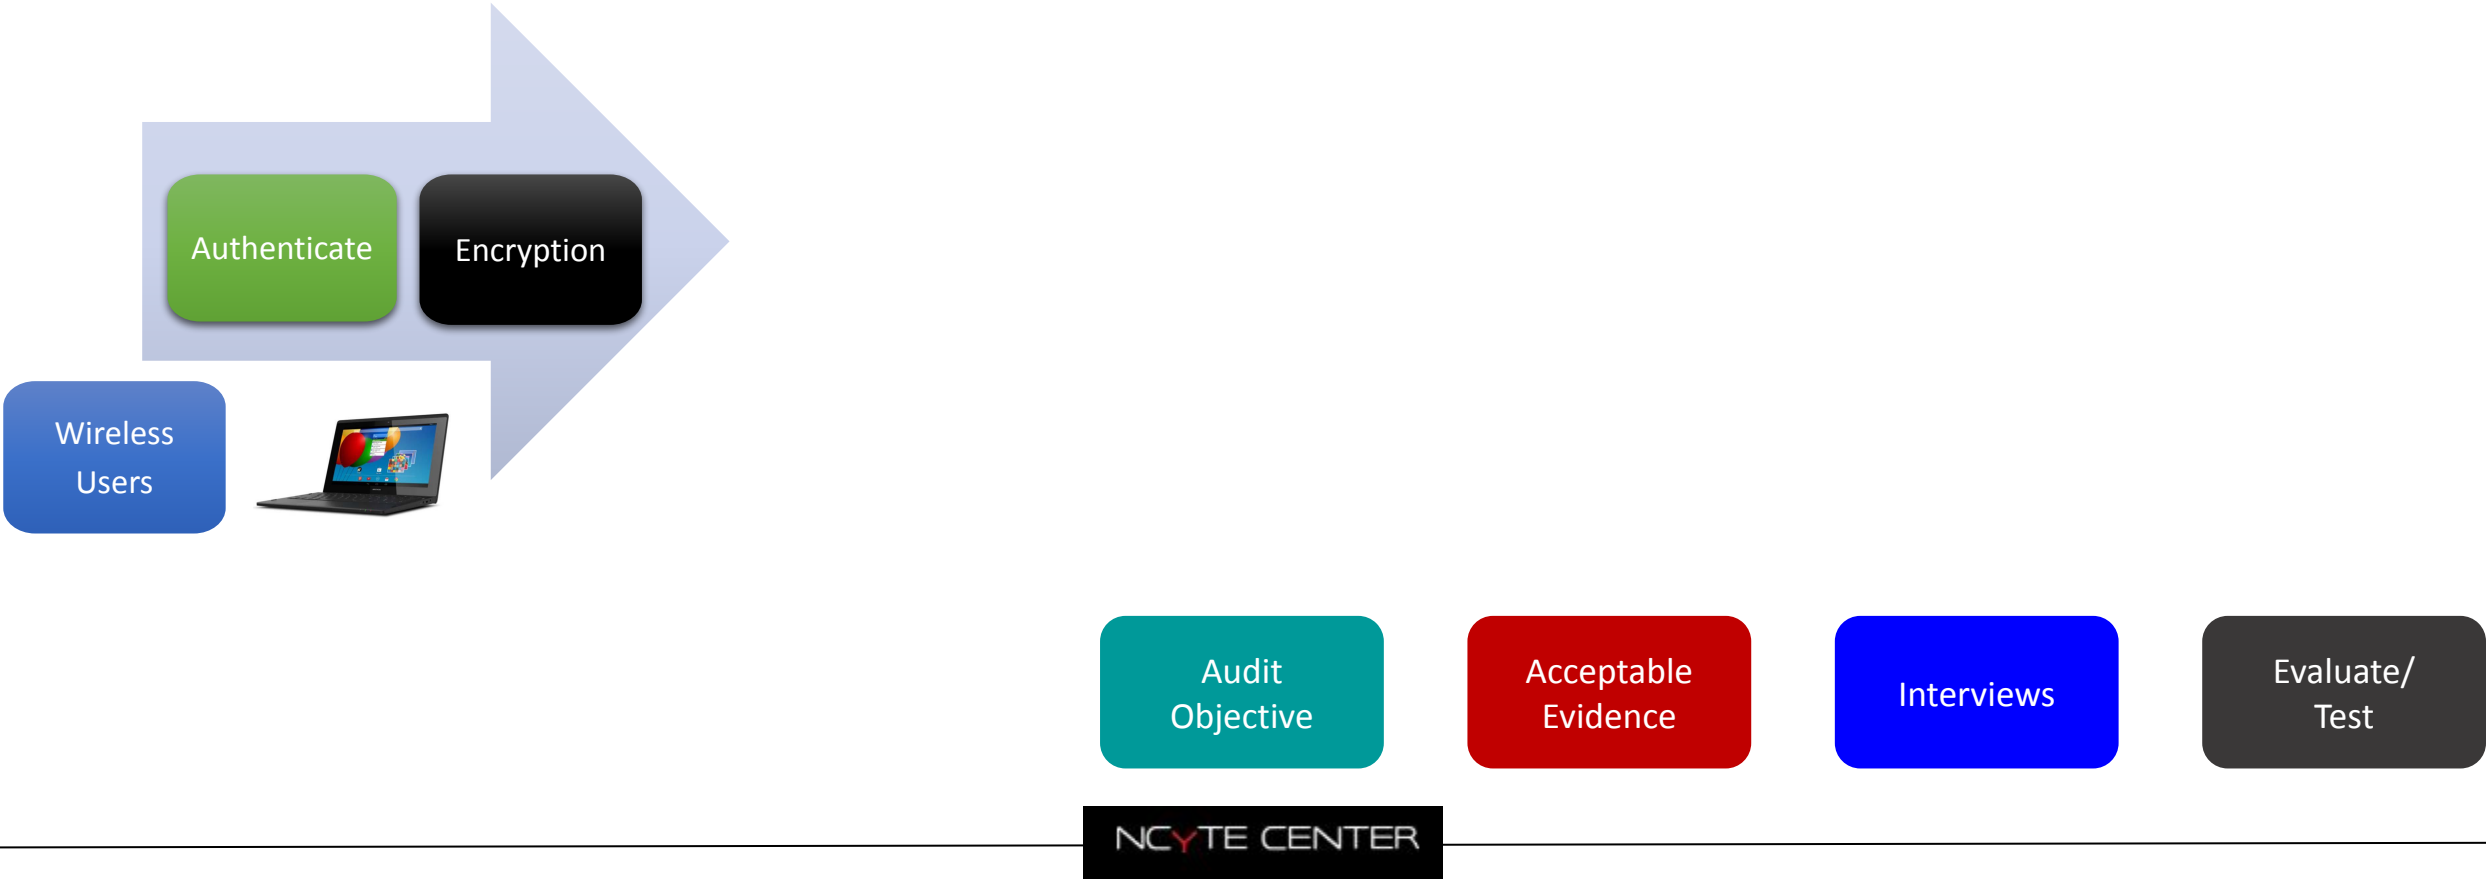 Authenticate
Encryption
Wireless
Users
Audit
Objective
Acceptable
Evidence
Interviews
Evaluate/
Test
NCYTE CENTER